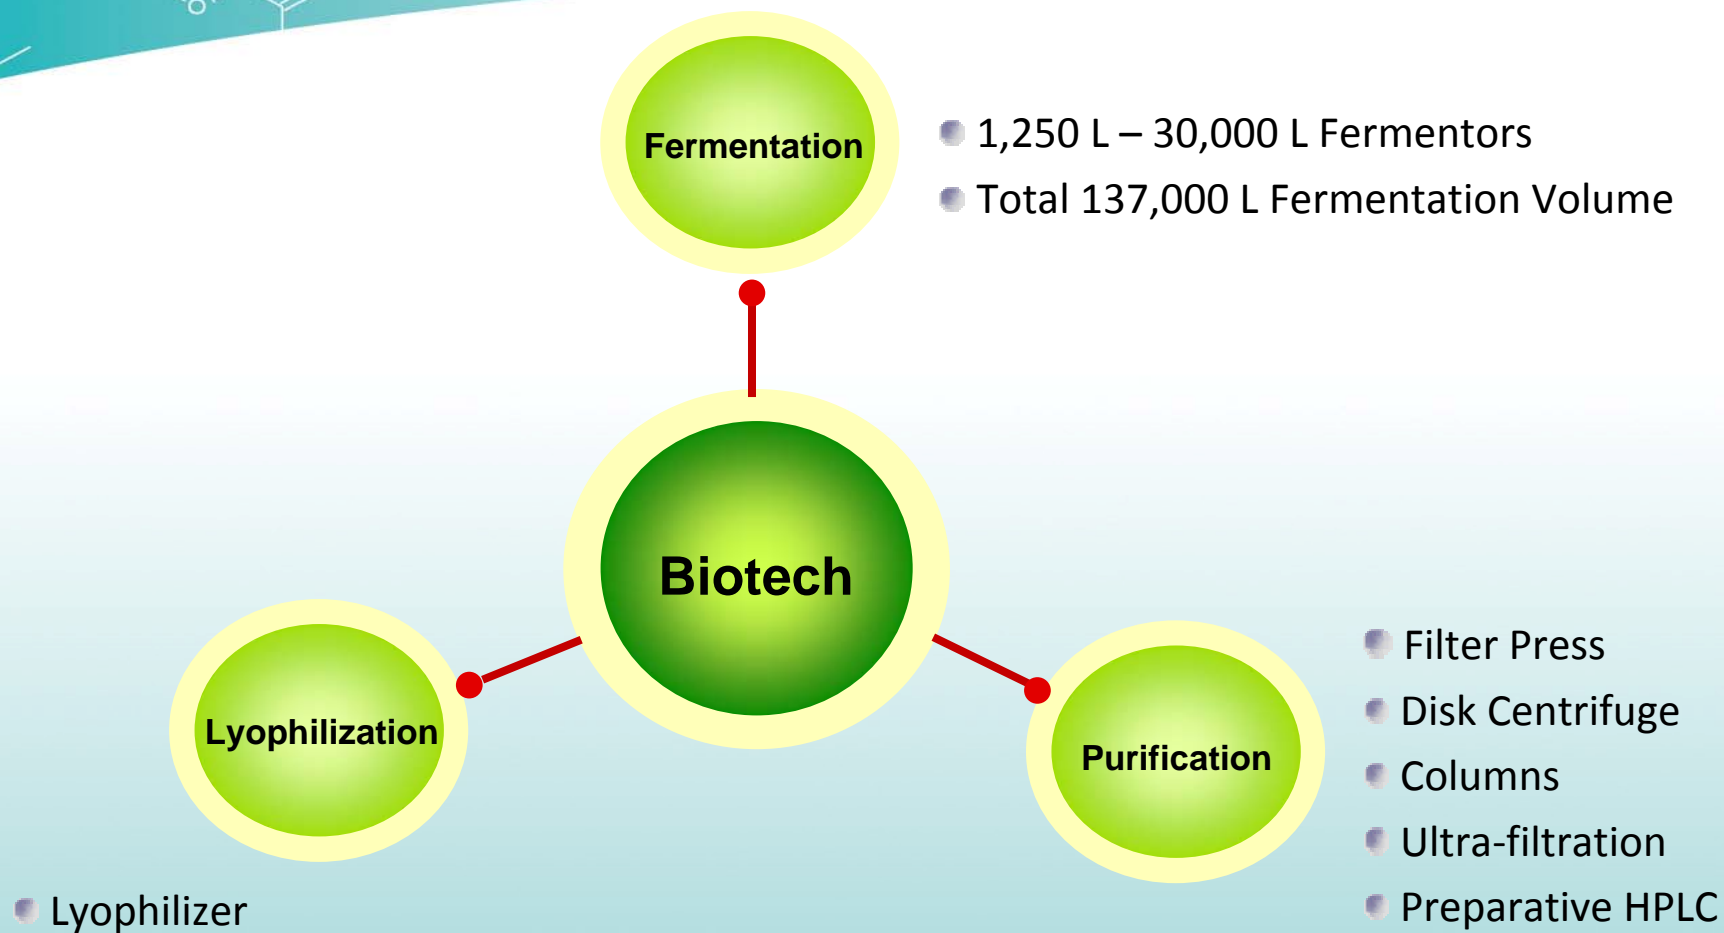 Fermentation
1,250 L – 30,000 L Fermentors
Total 137,000 L Fermentation Volume
Biotech
Lyophilization
Lyophilizer
Purification
Filter Press
Disk Centrifuge
Columns
Ultra-filtration
Preparative HPLC